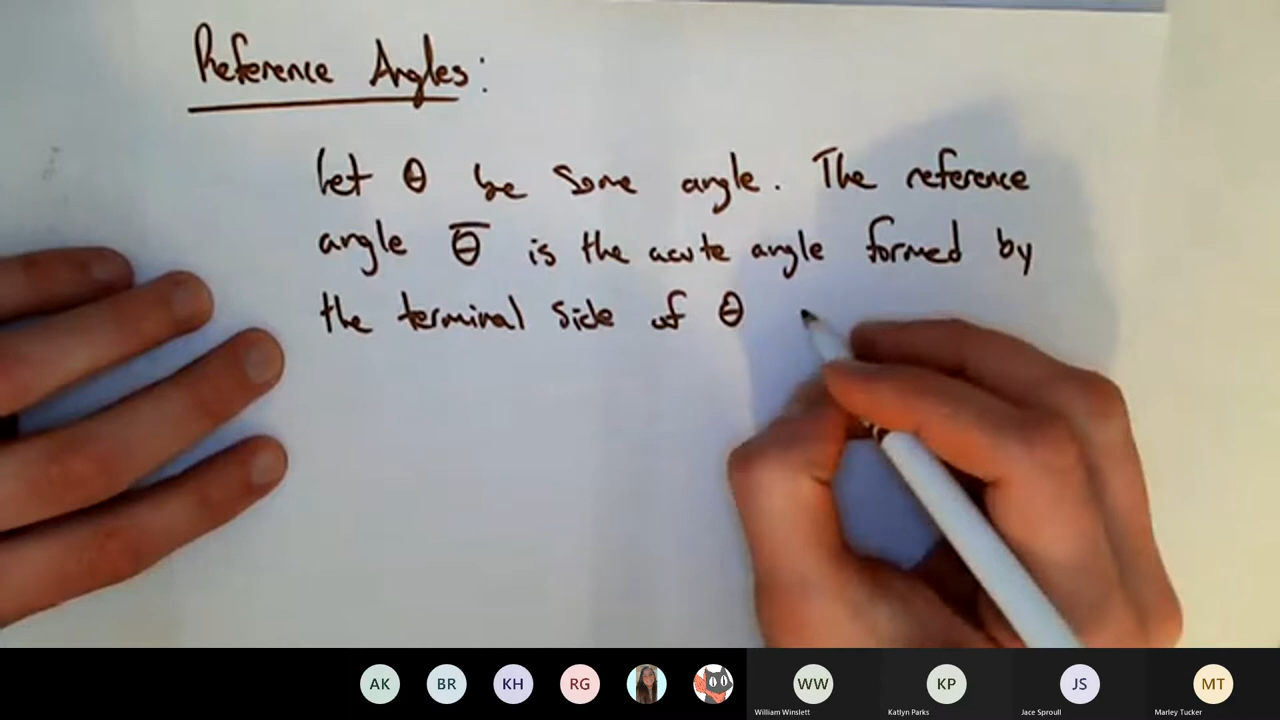 Reference Angles:
Let θ be some angle. The reference
angle θ̅ is the acute angle formed by
the terminal side of θ
AK BR KH RG WW KP JS MT
William Winslett Katlyn Parks Jace Sproull Marley Tucker